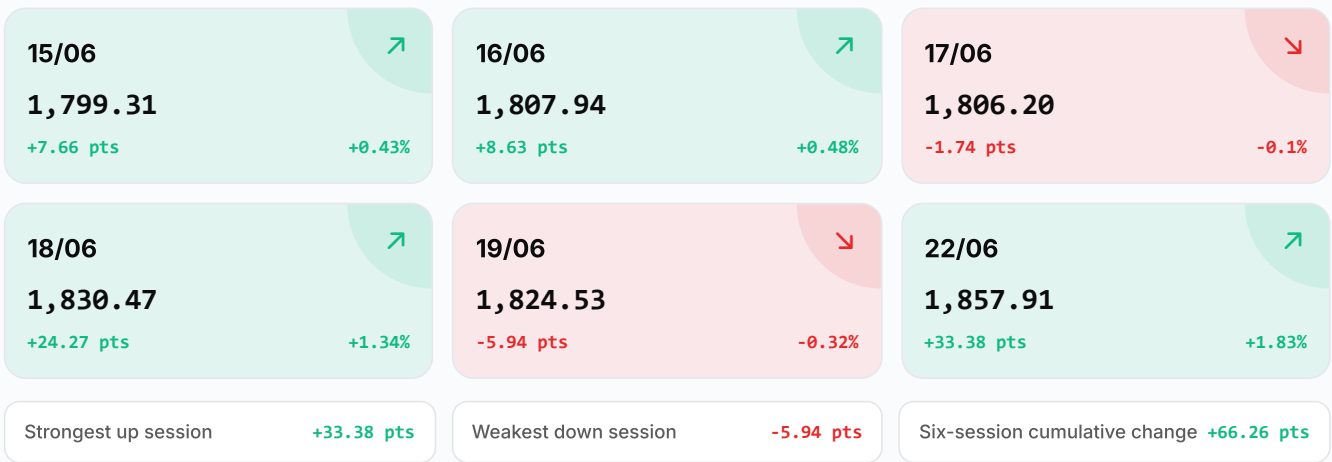 15/06
1,799.31
+7.66 pts +0.43%
16/06
1,807.94
+8.63 pts +0.48%
17/06
1,806.20
-1.74 pts -0.1%
18/06
1,830.47
+24.27 pts +1.34%
19/06
1,824.53
-5.94 pts -0.32%
22/06
1,857.91
+33.38 pts +1.83%
Strongest up session +33.38 pts
Weakest down session -5.94 pts
Six-session cumulative change +66.26 pts